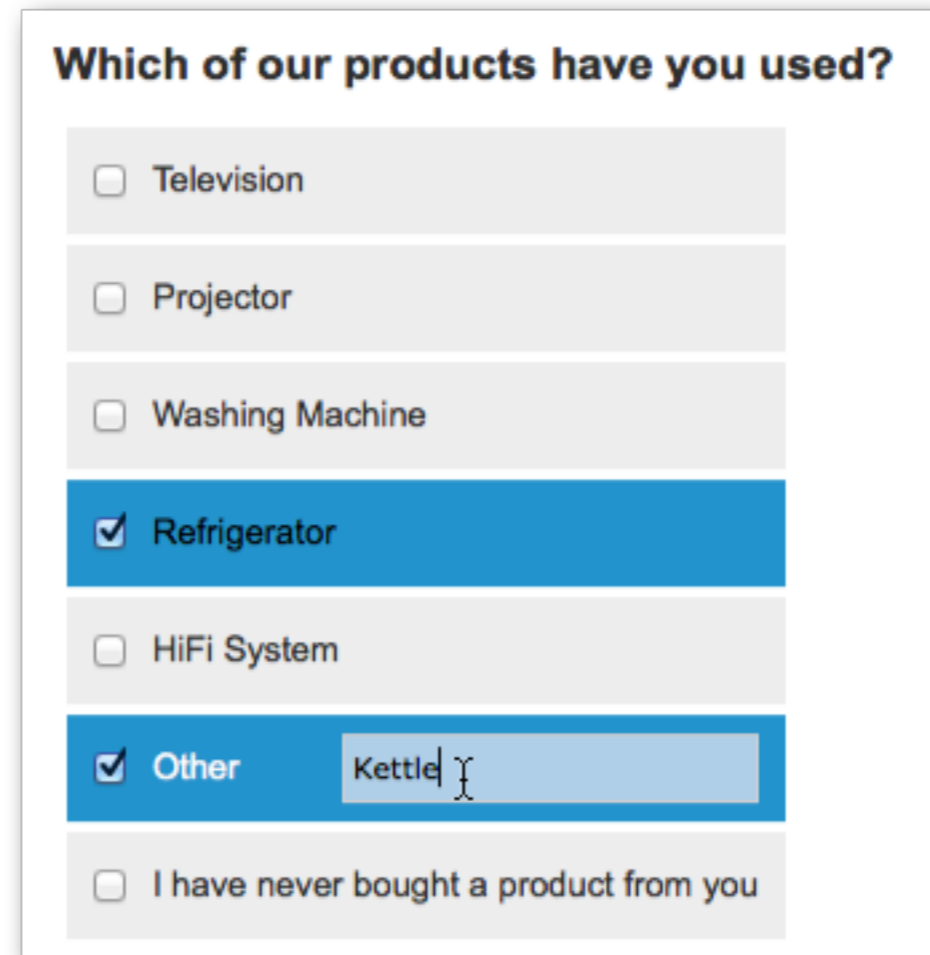 Which of our products have you used?
Television
Projector
Washing Machine
Refrigerator
HiFi System
Other Kettle
I have never bought a product from you